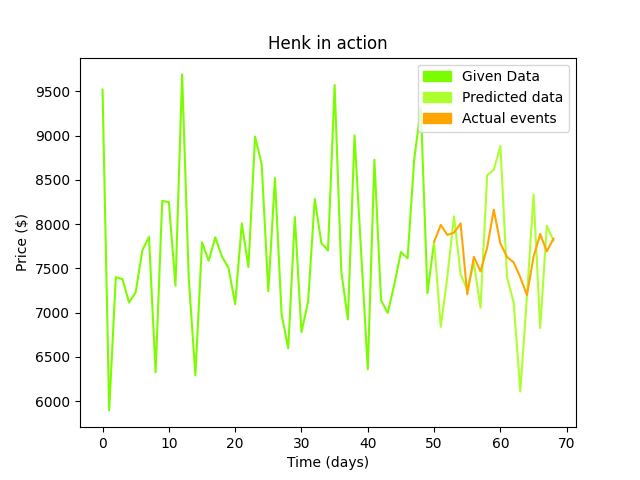 Henk in action
Given Data
Predicted data
Actual events
9500
9000
8500
8000
7500
7000
6500
6000
Price ($)
0 10 20 30 40 50 60 70
Time (days)